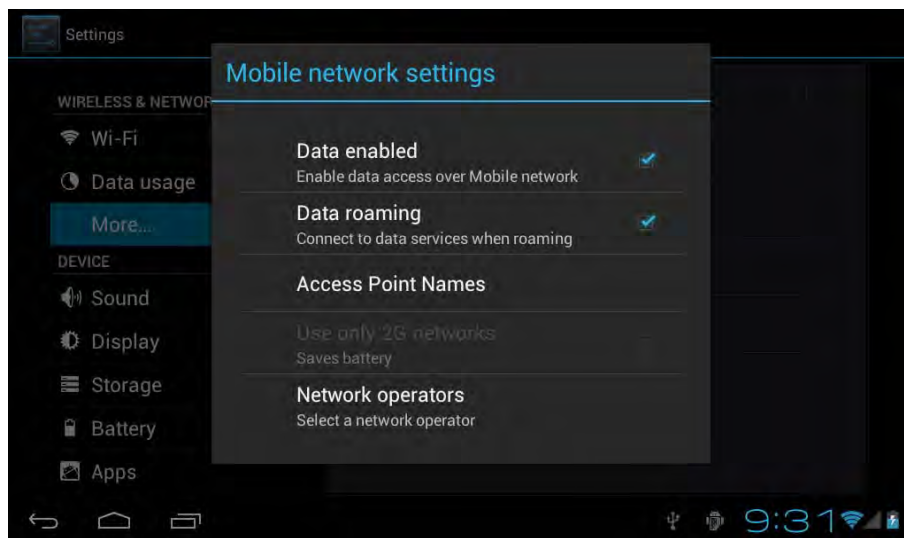 Settings
Mobile network settings
WIRELESS & NETWOR
Wi-Fi
Data usage
More...
DEVICE
Sound
Display
Storage
Battery
Apps
Data enabled
Enable data access over Mobile network
Data roaming
Connect to data services when roaming
Access Point Names
Use only 2G networks
Saves battery
Network operators
Select a network operator
9:31